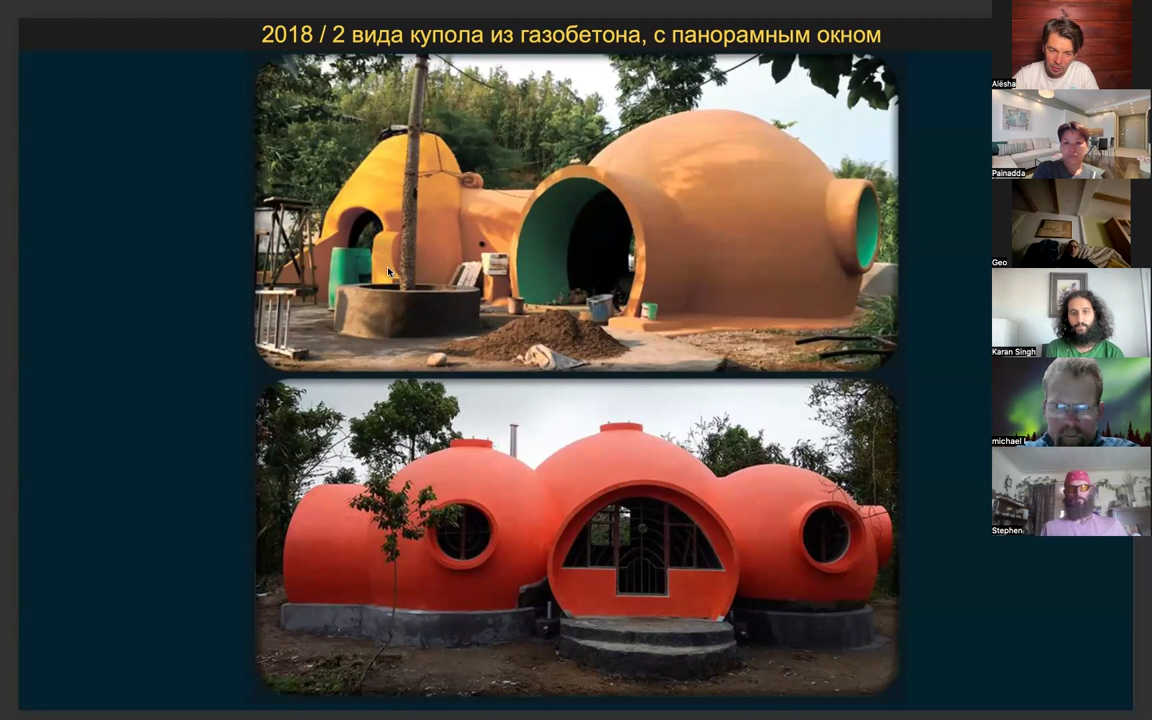 2018 / 2 вида купола из газобетона, с панорамным окном
Alësha
Painadda
Geo
Karan Singh
michael l
Stephen